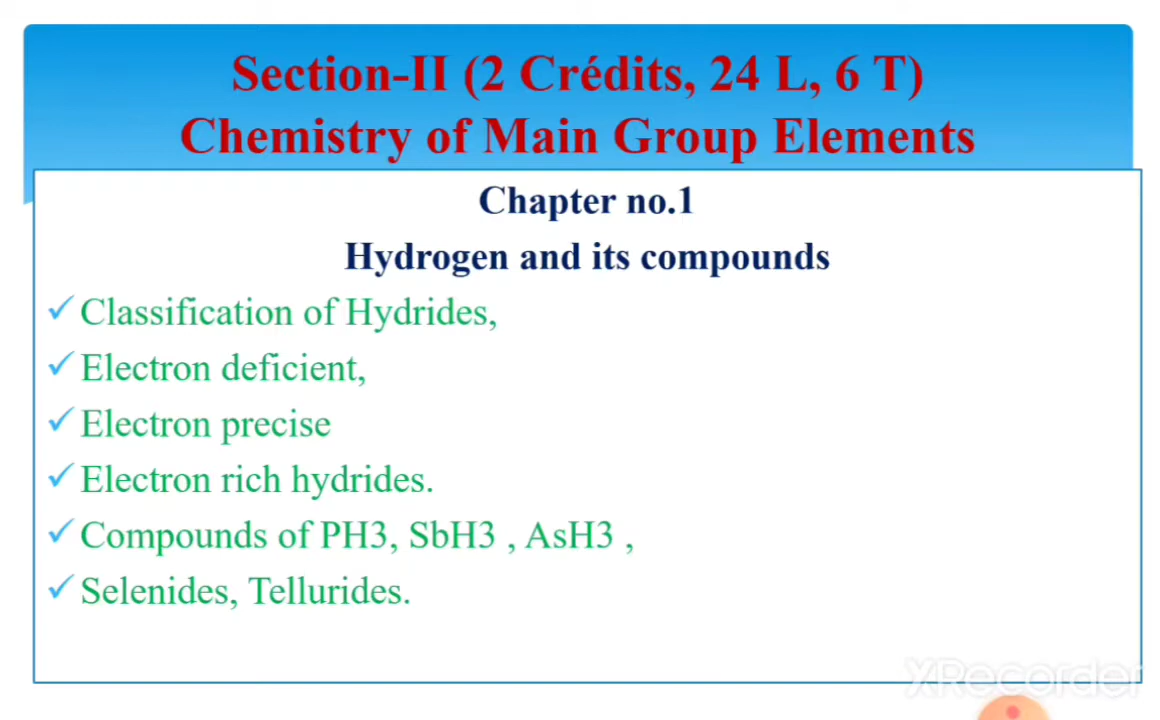 Section-II (2 Crédits, 24 L, 6 T)
Chemistry of Main Group Elements
Chapter no.1
Hydrogen and its compounds
✓ Classification of Hydrides,
✓ Electron deficient,
✓ Electron precise
✓ Electron rich hydrides.
✓ Compounds of PH3, SbH3 , AsH3 ,
✓ Selenides, Tellurides.
XRecorder